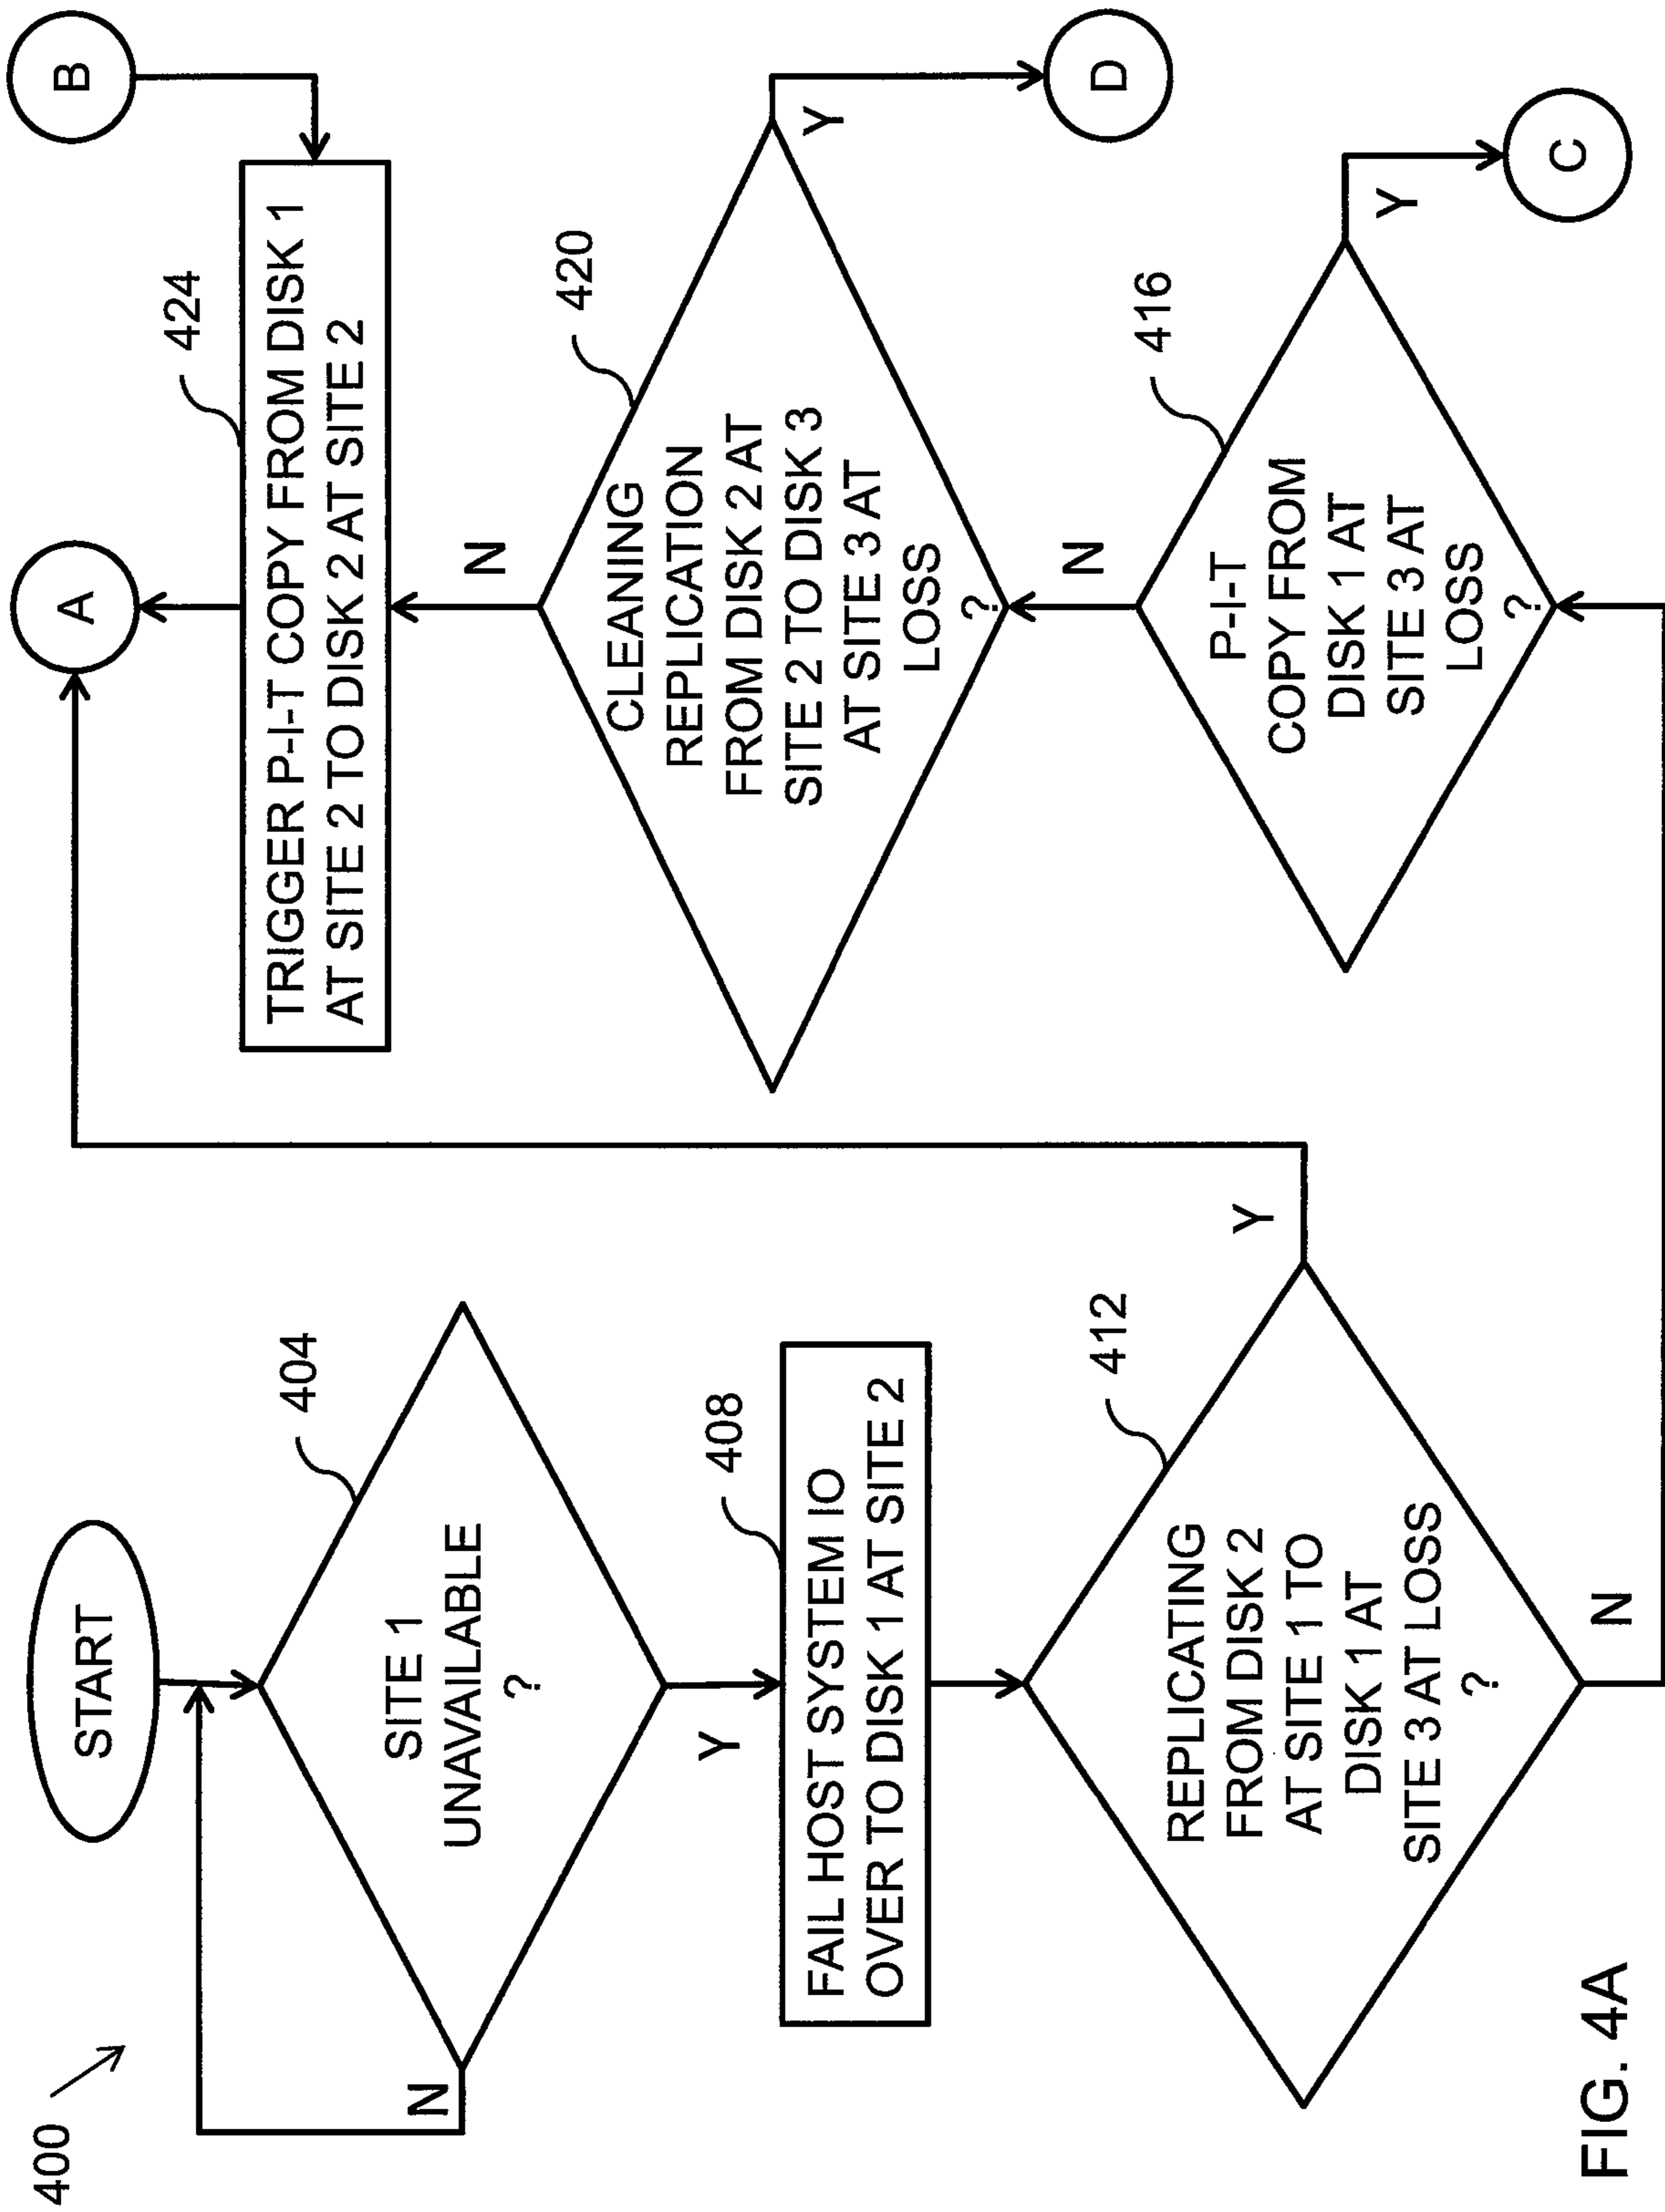 400
START
404
SITE 1
UNAVAILABLE
?
N
Y
408
FAIL HOST SYSTEM IO
OVER TO DISK 1 AT SITE 2
412
REPLICATING
FROM DISK 2
AT SITE 1 TO
DISK 1 AT
SITE 3 AT LOSS
?
Y
N
A
B
424
TRIGGER P-I-T COPY FROM DISK 1
AT SITE 2 TO DISK 2 AT SITE 2
N
420
CLEANING
REPLICATION
FROM DISK 2 AT
SITE 2 TO DISK 3
AT SITE 3 AT
LOSS
?
Y
D
N
416
P-I-T
COPY FROM
DISK 1 AT
SITE 3 AT
LOSS
?
Y
C
FIG. 4A